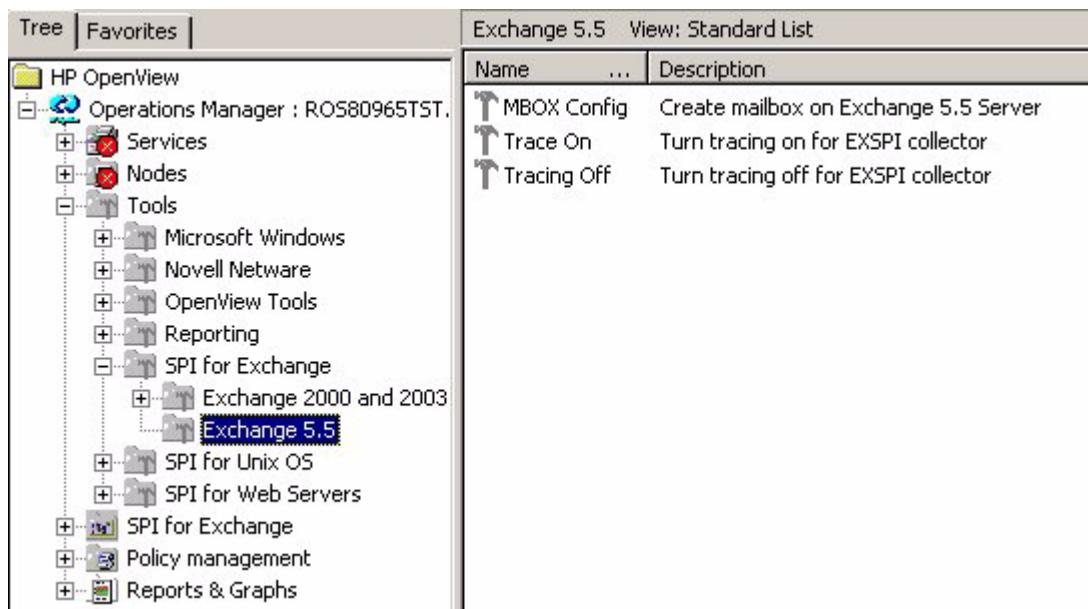 Tree Favorites
HP OpenView
Operations Manager : ROS80965TST.
Services
Nodes
Tools
Microsoft Windows
Novell Netware
OpenView Tools
Reporting
SPI for Exchange
Exchange 2000 and 2003
Exchange 5.5
SPI for Unix OS
SPI for Web Servers
SPI for Exchange
Policy management
Reports & Graphs
Exchange 5.5 View: Standard List
Name ... Description
MBOX Config Create mailbox on Exchange 5.5 Server
Trace On Turn tracing on for EXSPI collector
Tracing Off Turn tracing off for EXSPI collector